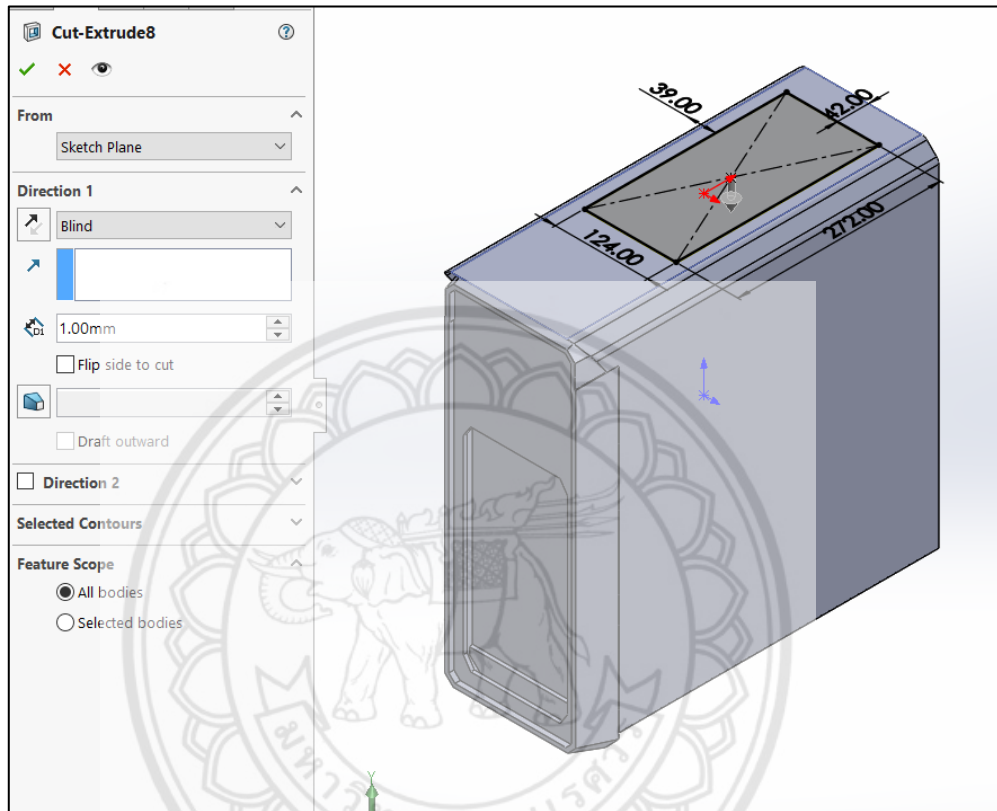 Cut-Extrude8
From
Sketch Plane
Direction 1
Blind
D1
1.00mm
Flip side to cut
Draft outward
Direction 2
Selected Contours
Feature Scope
All bodies
Selected bodies
39.00
42.00
124.00
272.00
Y